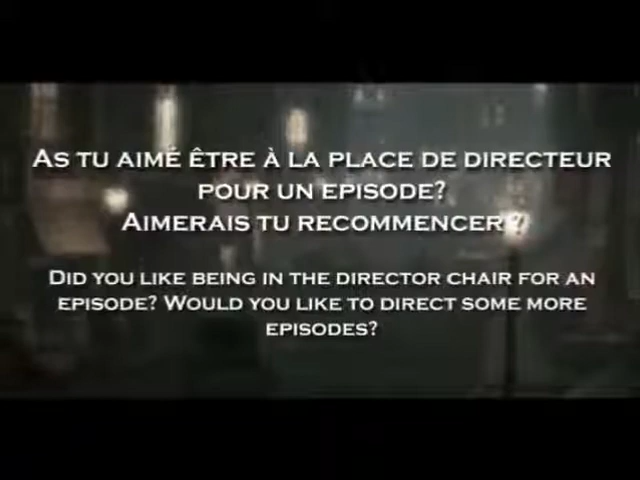 AS TU AIMÉ ÊTRE À LA PLACE DE DIRECTEUR
POUR UN EPISODE?
AIMERAIS TU RECOMMENCER?
DID YOU LIKE BEING IN THE DIRECTOR CHAIR FOR AN
EPISODE? WOULD YOU LIKE TO DIRECT SOME MORE
EPISODES?